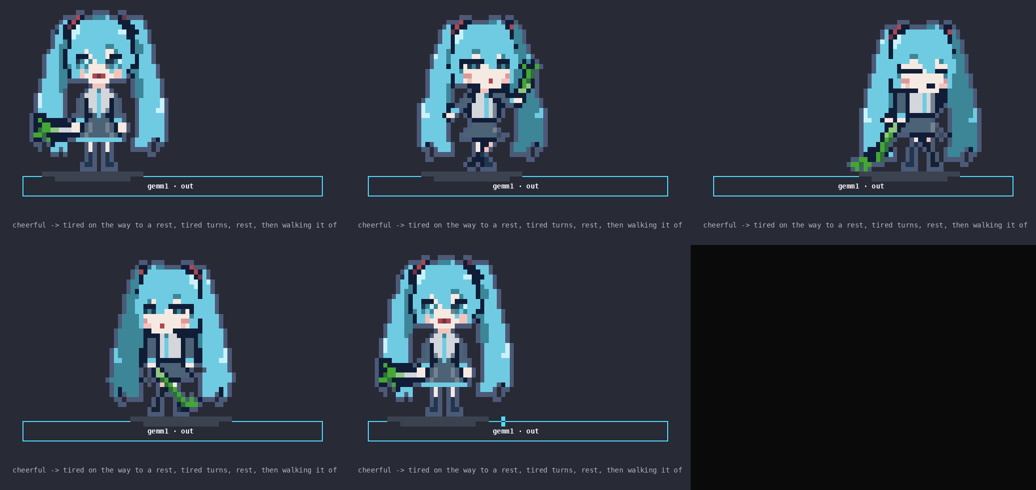 gemm1 · out
gemm1 · out
gemm1 · out
cheerful -> tired on the way to a rest, tired turns, rest, then walking it of
cheerful -> tired on the way to a rest, tired turns, rest, then walking it of
cheerful -> tired on the way to a rest, tired turns, rest, then walking it of
gemm1 · out
gemm1 · out
cheerful -> tired on the way to a rest, tired turns, rest, then walking it of
cheerful -> tired on the way to a rest, tired turns, rest, then walking it of